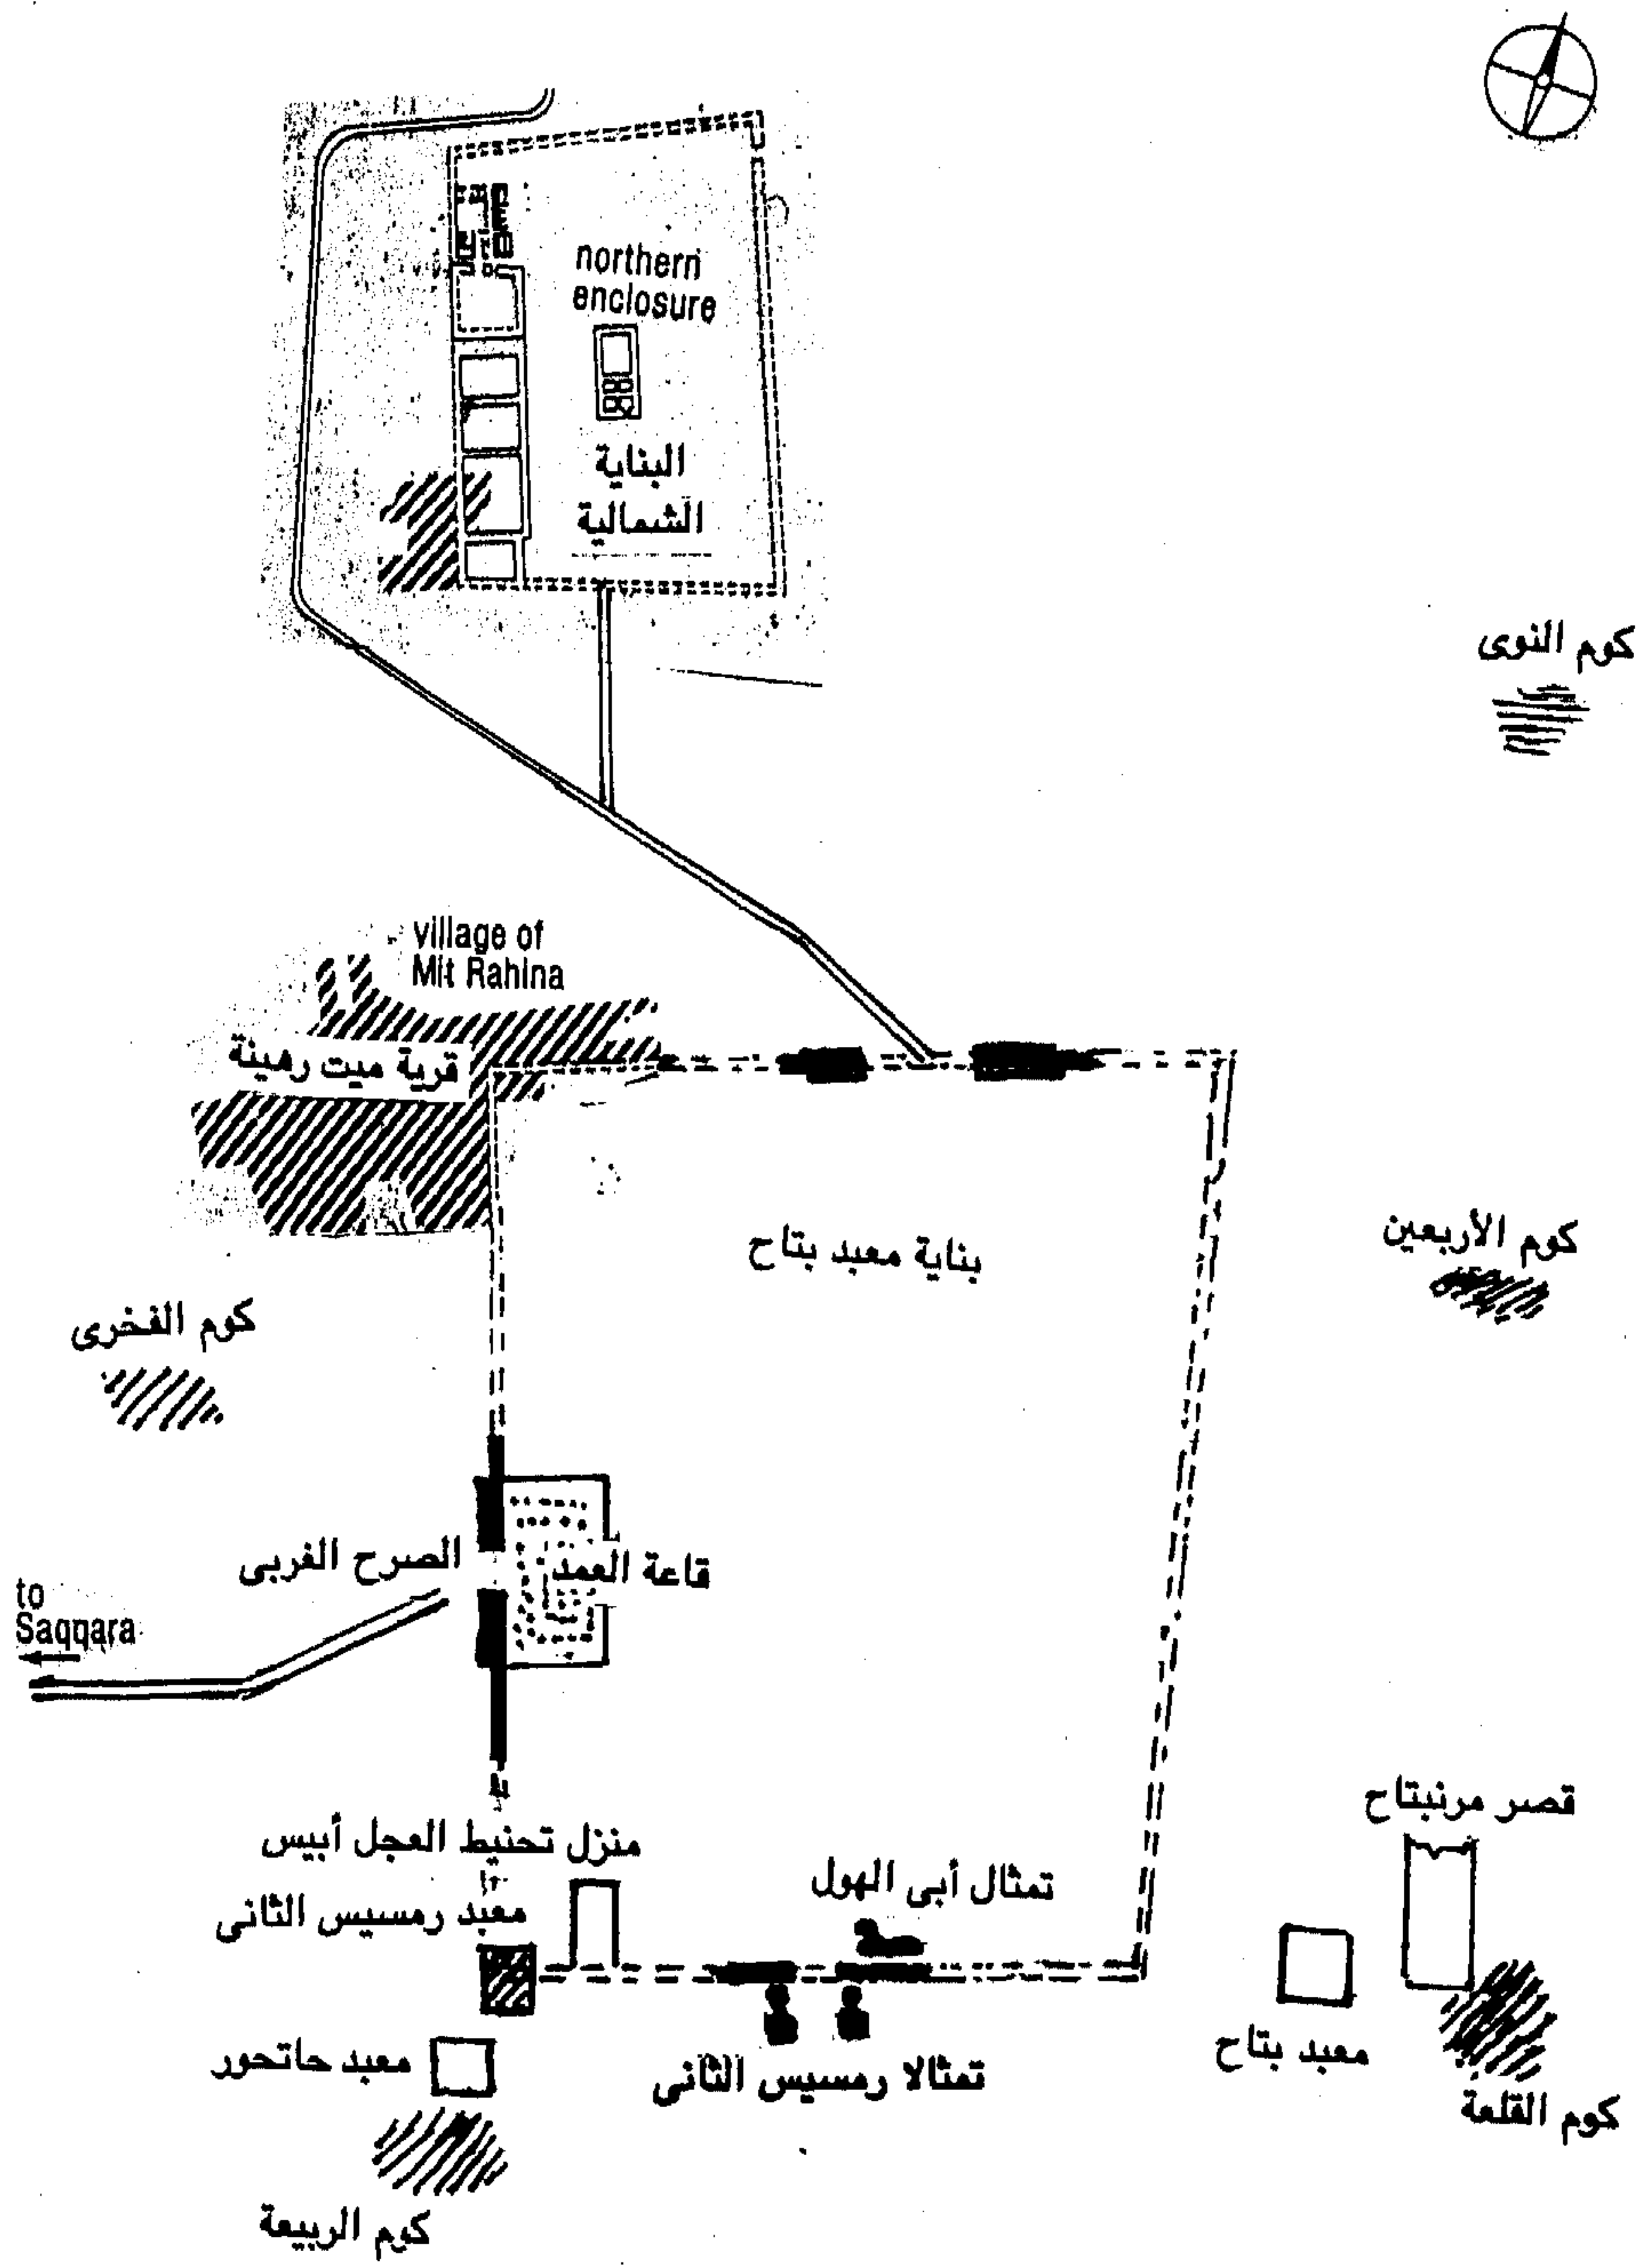 northern
enclosure
البناية
الشمالية
كوم النوى
village of
Mit Rahina
قرية ميت رهينة
بناية معبد بتاح
كوم الأربعين
كوم الفخرى
الصرح الغربى
قاعة العمد
to
Saqqara
قصر مرنبتاح
منزل تحنيط العجل أبيس
تمثال أبى الهول
معبد رمسيس الثانى
معبد بتاح
معبد حاتحور
تمثالا رمسيس الثانى
كوم القلعة
كوم الربيعة